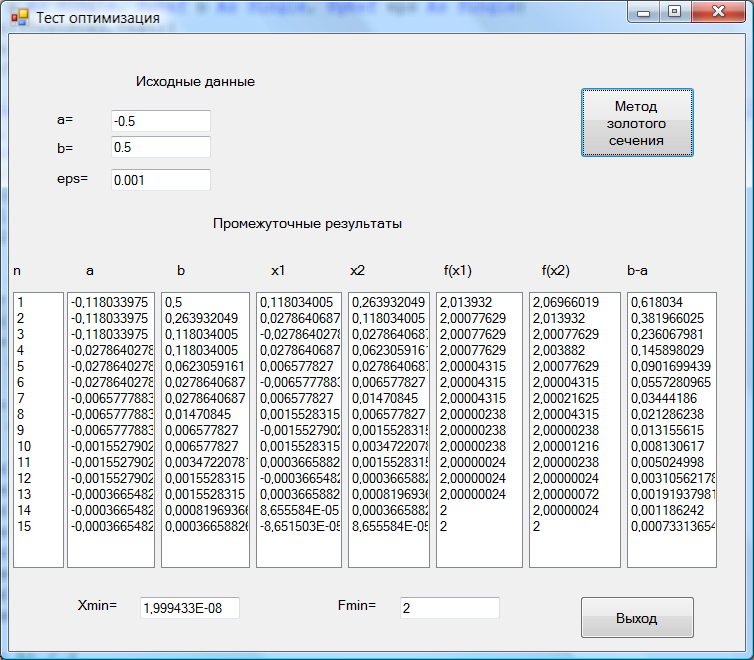 Тест оптимизация
Исходные данные
a= -0.5
b= 0.5
eps= 0.001
Метод
золотого
сечения
Промежуточные результаты
n a b x1 x2 f(x1) f(x2) b-a
1 -0,118033975 0,5 0,118034005 0,263932049 2,013932 2,06966019 0,618034
2 -0,118033975 0,263932049 0,0278640687 0,118034005 2,00077629 2,013932 0,381966025
3 -0,118033975 0,118034005 -0,0278640278 0,0278640687 2,00077629 2,00077629 0,236067981
4 -0,0278640278 0,118034005 0,0278640687 0,0623059161 2,00077629 2,003882 0,145898029
5 -0,0278640278 0,0623059161 0,006577827 0,0278640687 2,00004315 2,00077629 0,0901699439
6 -0,0278640278 0,0278640687 -0,0065777883 0,006577827 2,00004315 2,00004315 0,0557280965
7 -0,0065777883 0,0278640687 0,006577827 0,01470845 2,00004315 2,00021625 0,03444186
8 -0,0065777883 0,01470845 0,0015528315 0,006577827 2,00000238 2,00004315 0,021286238
9 -0,0065777883 0,006577827 -0,0015527902 0,0015528315 2,00000238 2,00000238 0,013155615
10 -0,0015527902 0,006577827 0,0015528315 0,0034722078 2,00000238 2,00001216 0,008130617
11 -0,0015527902 0,0034722078 0,0003665882 0,0015528315 2,00000024 2,00000238 0,005024998
12 -0,0015527902 0,0015528315 -0,0003665482 0,0003665882 2,00000024 2,00000024 0,00310562178
13 -0,0003665482 0,0015528315 0,0003665882 0,0008196936 2,00000024 2,00000072 0,00191937981
14 -0,0003665482 0,0008196936 8,655584E-05 0,0003665882 2 2,00000024 0,001186242
15 -0,0003665482 0,0003665882 -8,651503E-05 8,655584E-05 2 2 0,00073313654
Xmin= 1,999433E-08
Fmin= 2
Выход